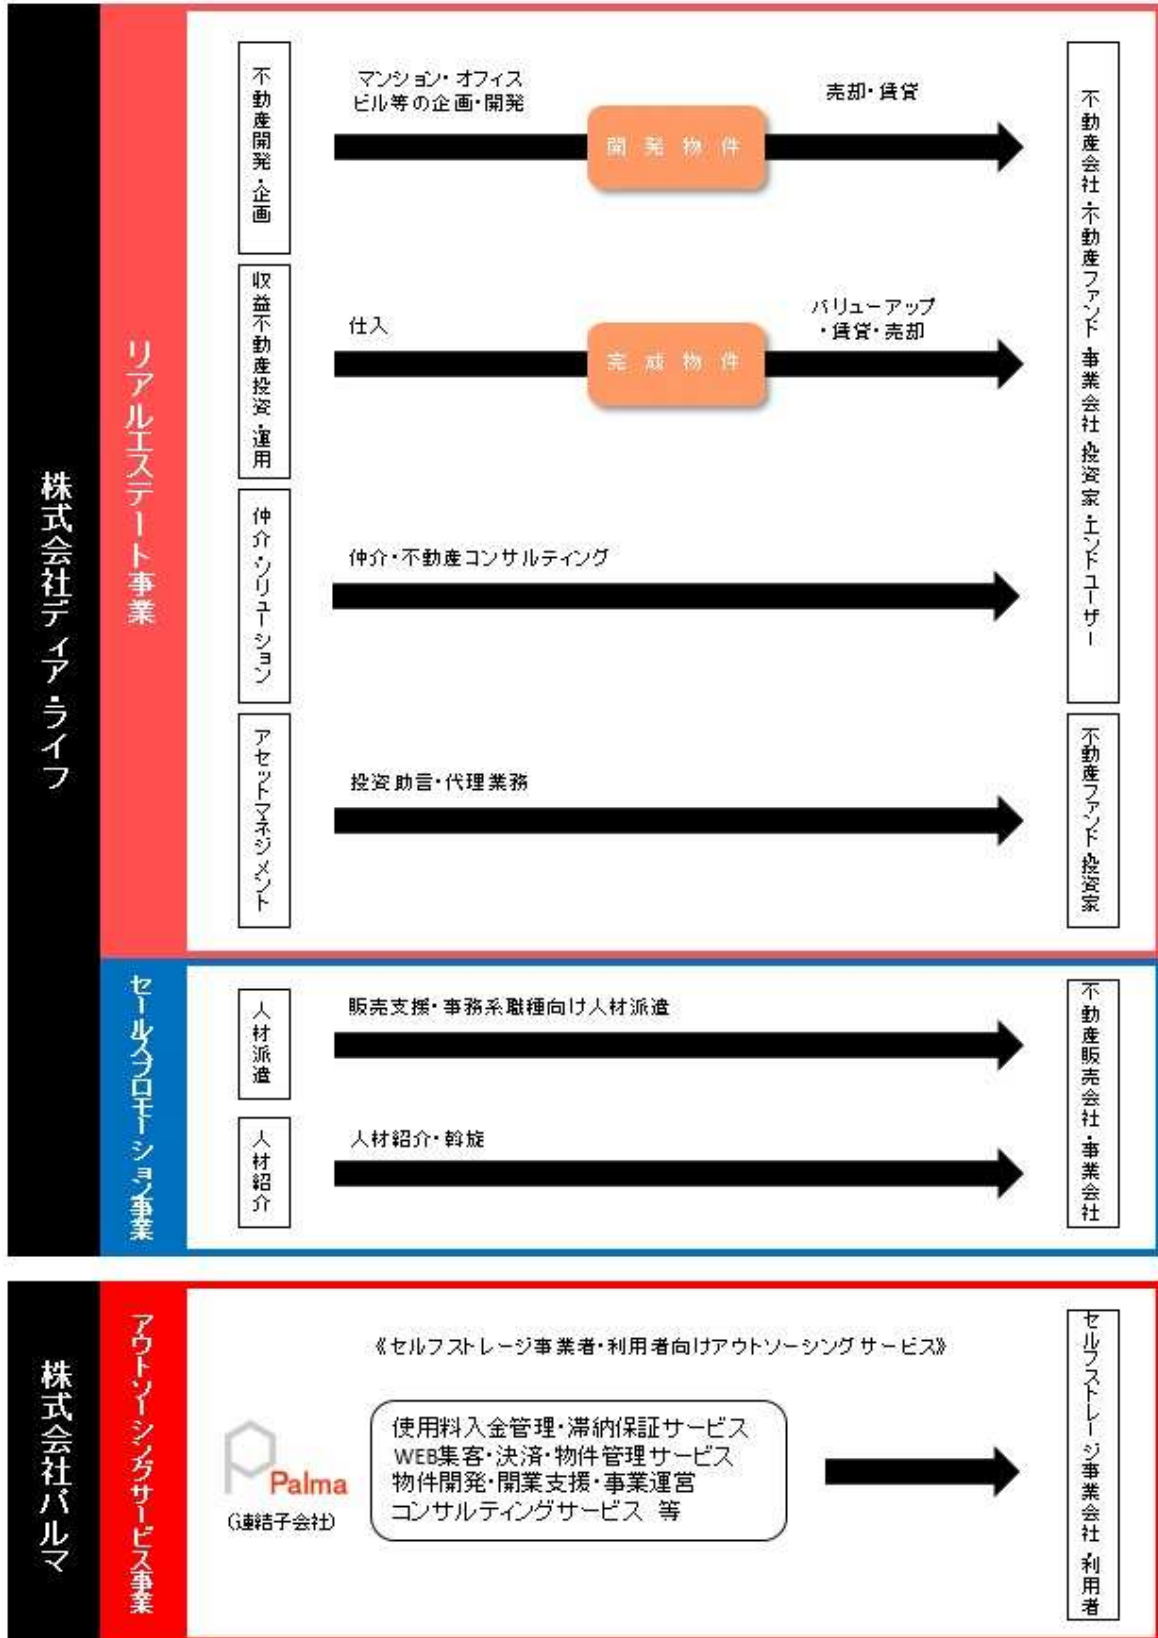 株式会社ディア・ライフ
リアルエステート事業
不動産開発・企画
マンション・オフィス
ビル等の企画・開発
開発物件
売却・賃貸
不動産会社・不動産ファンド・事業会社・投資家・エンドユーザー
収益不動産投資・運用
仕入
完成物件
バリューアップ
・賃貸・売却
仲介・ソリューション
仲介・不動産コンサルティング
アセットマネジメント
投資助言・代理業務
不動産ファンド・投資家
セールスプロモーション事業
人材派遣
販売支援・事務系職種向け人材派遣
不動産販売会社・事業会社
人材紹介
人材紹介・斡旋
株式会社パルマ
アウトソーシングサービス事業
《セルフストレージ事業者・利用者向けアウトソーシングサービス》
Palma
(連結子会社)
使用料入金管理・滞納保証サービス
WEB集客・決済・物件管理サービス
物件開発・開業支援・事業運営
コンサルティングサービス 等
セルフストレージ事業会社・利用者